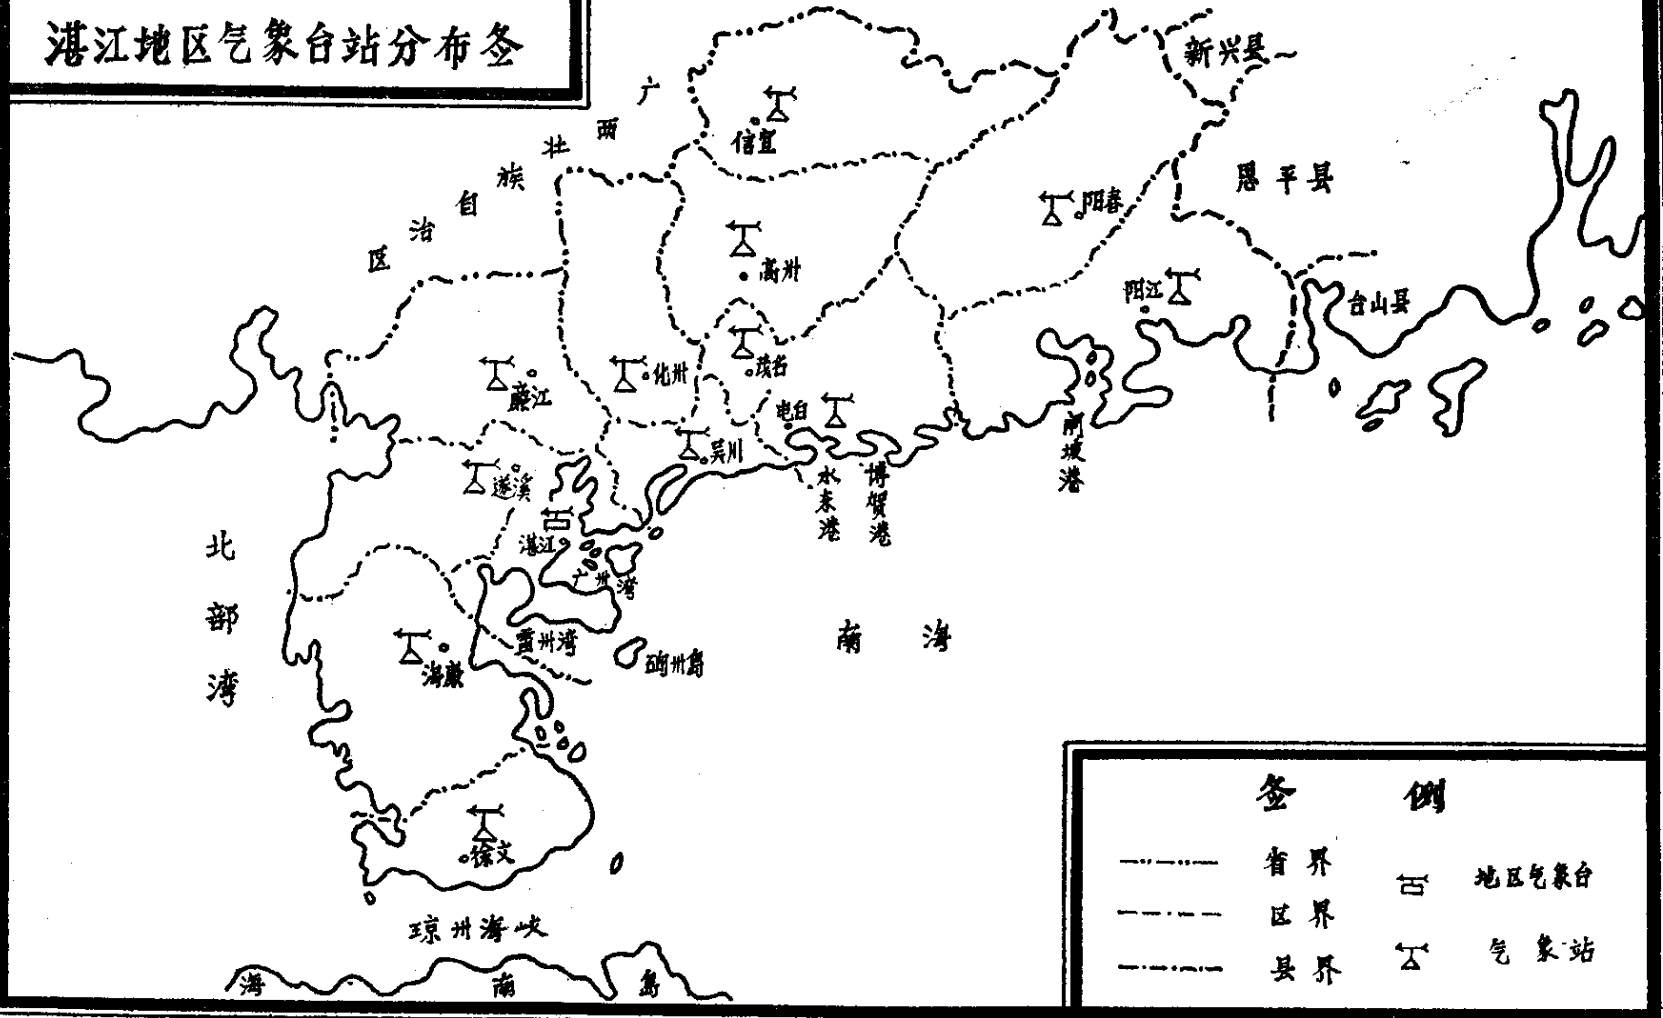 湛江地区气象台站分布签
广
西
壮
族
自
治
区
新兴县
信宜
恩平县
阳春
高州
阳江
台山县
廉江
化州
茂名
电白
吴川
遂溪
水东港
博贺港
闸坡港
湛江
广州湾
北部湾
雷州湾
硇州岛
南海
海康
徐文
琼州海峡
海南岛
签例
省界
区界
县界
地区气象台
气象站